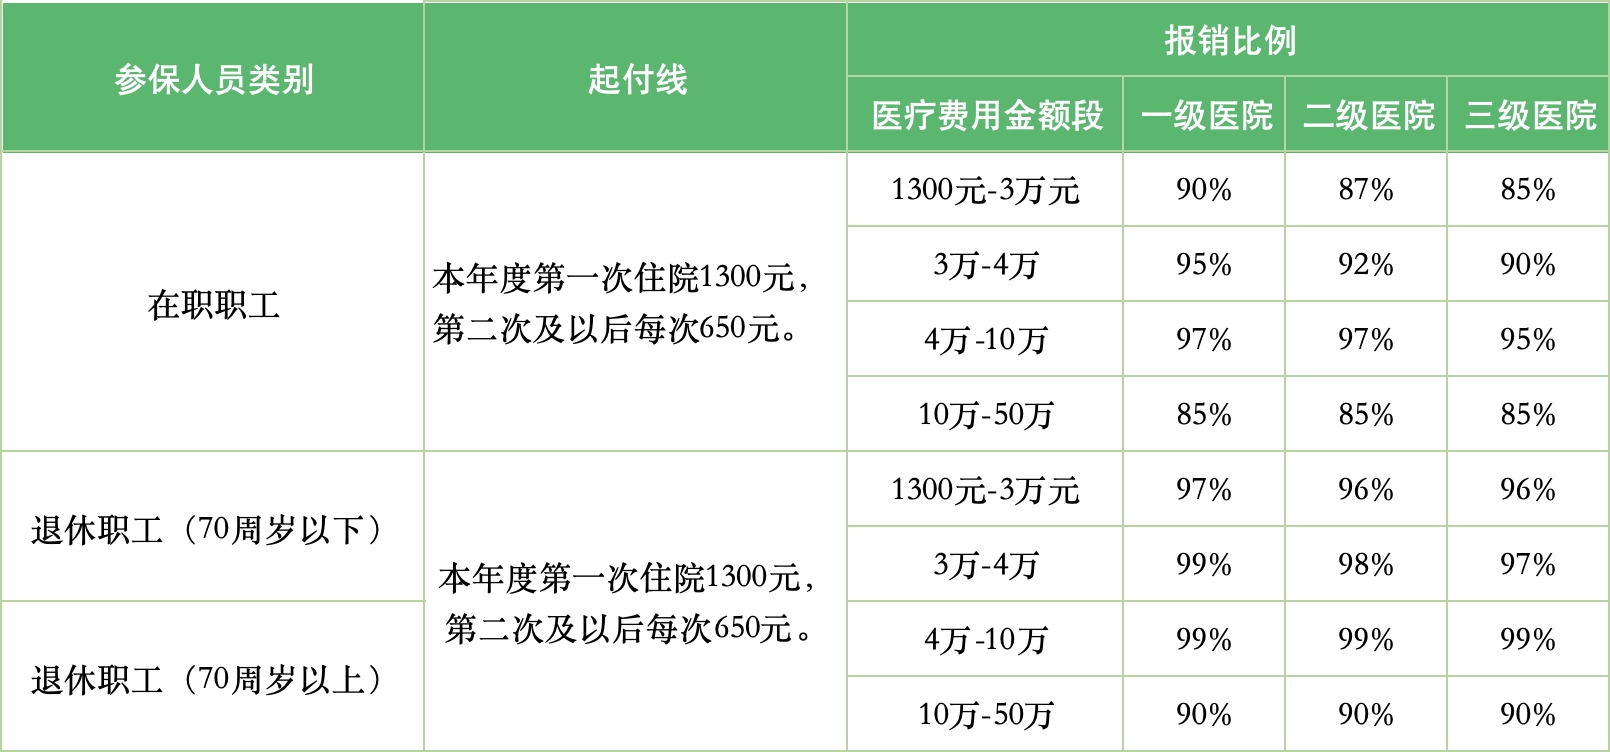 参保人员类别
起付线
报销比例
医疗费用金额段
一级医院
二级医院
三级医院
在职职工
本年度第一次住院1300元，
第二次及以后每次650元。
1300元-3万元
90%
87%
85%
3万-4万
95%
92%
90%
4万-10万
97%
97%
95%
10万-50万
85%
85%
85%
退休职工（70周岁以下）
退休职工（70周岁以上）
本年度第一次住院1300元，
第二次及以后每次650元。
1300元-3万元
97%
96%
96%
3万-4万
99%
98%
97%
4万-10万
99%
99%
99%
10万-50万
90%
90%
90%